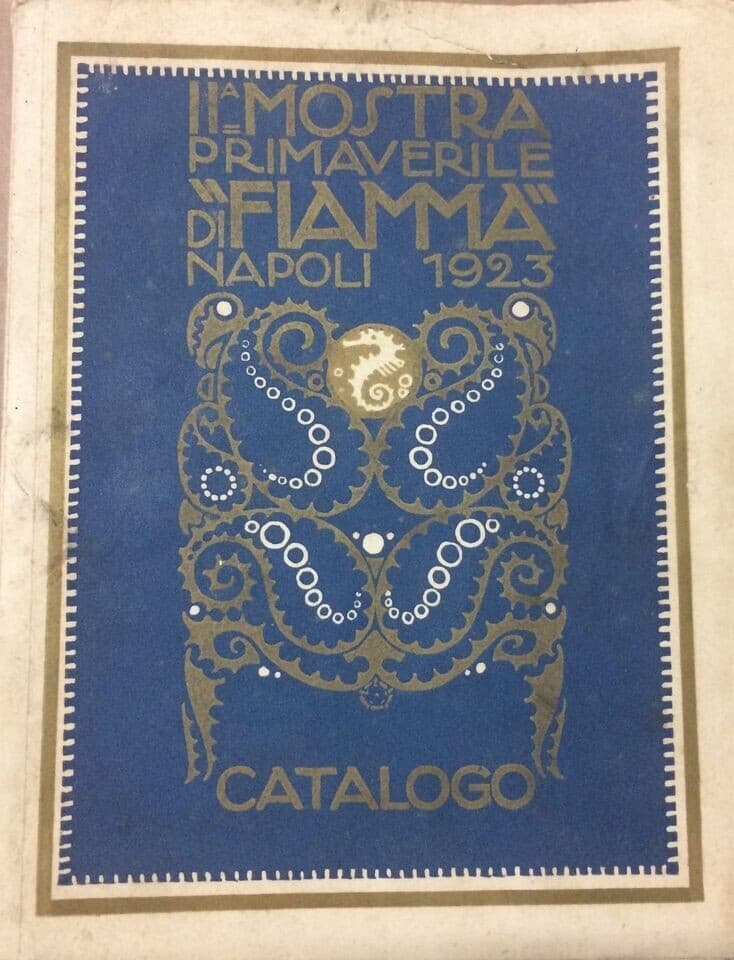 IIᴬ MOSTRA
PRIMAVERILE
DI "FIAMMA"
NAPOLI 1923
CATALOGO